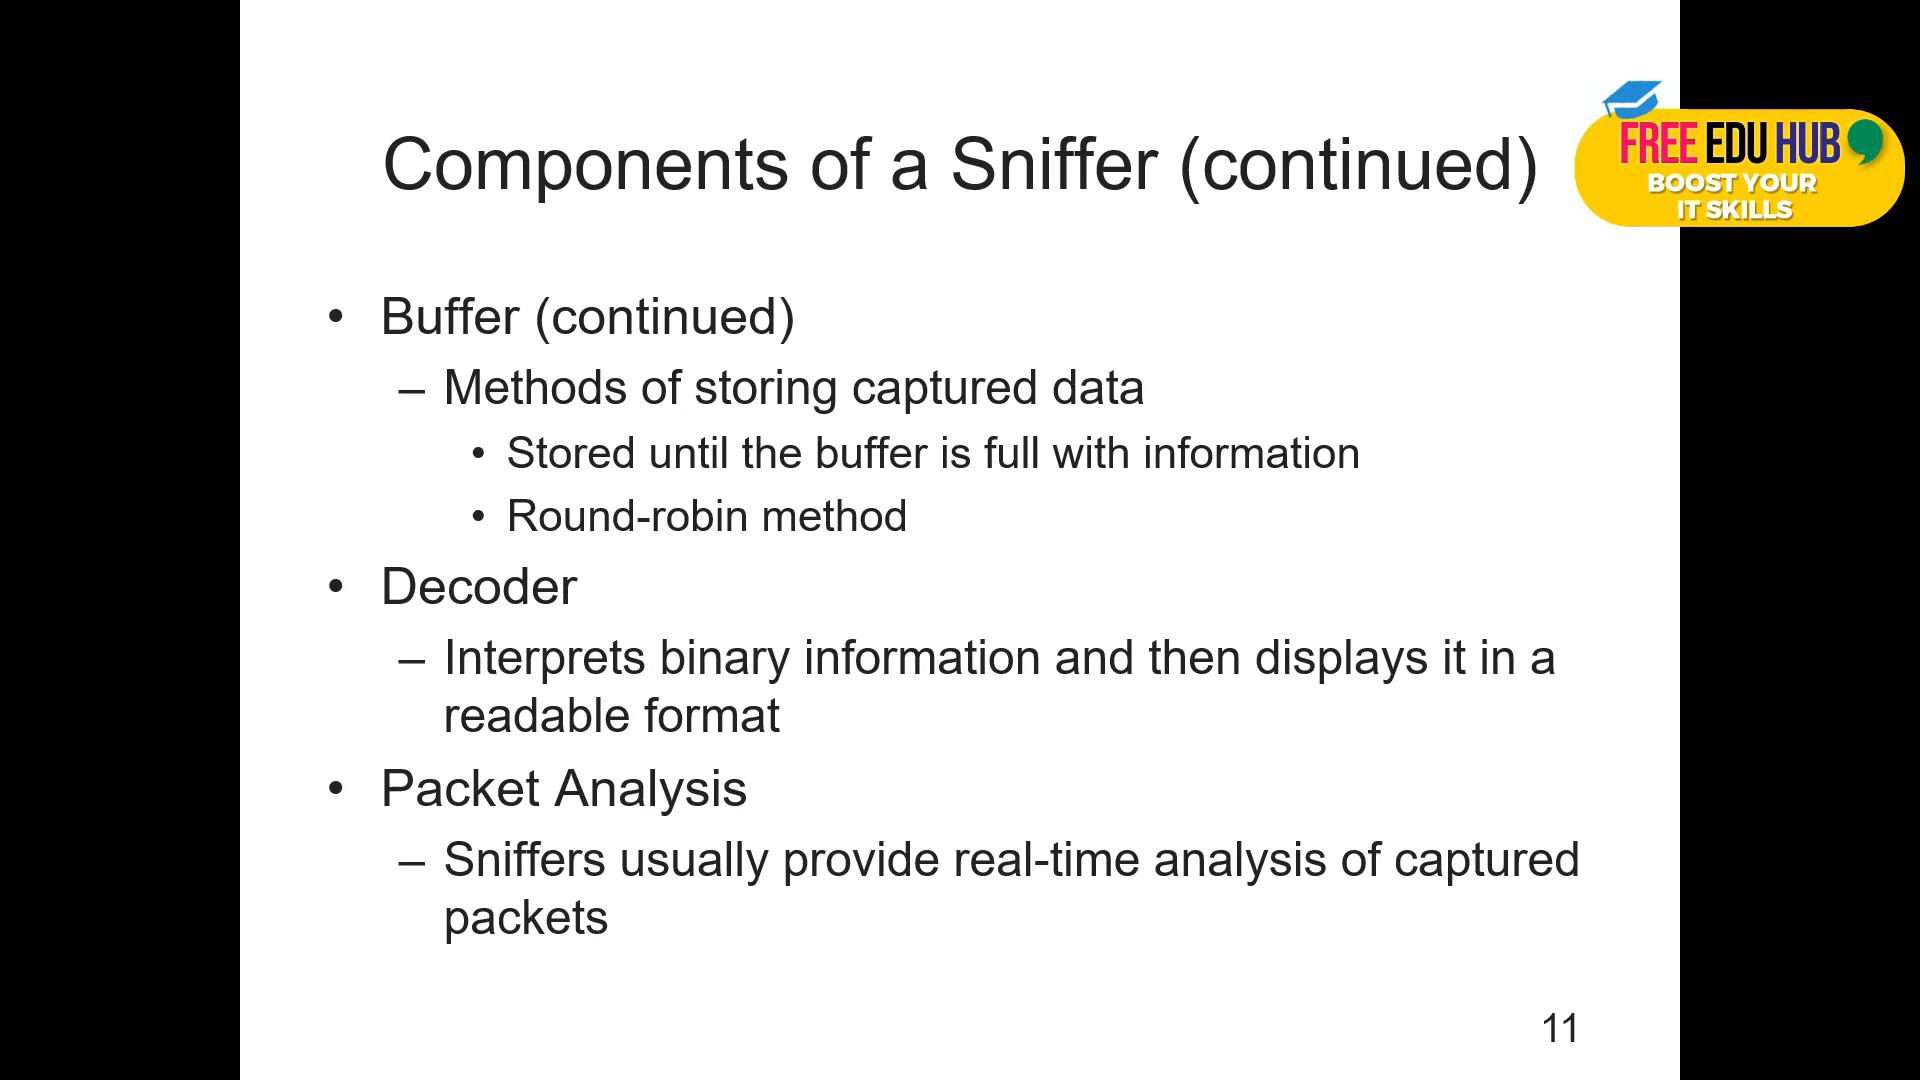 Components of a Sniffer (continued)
FREE EDU HUB
BOOST YOUR
IT SKILLS
• Buffer (continued)
– Methods of storing captured data
• Stored until the buffer is full with information
• Round-robin method
• Decoder
– Interprets binary information and then displays it in a
readable format
• Packet Analysis
– Sniffers usually provide real-time analysis of captured
packets
11